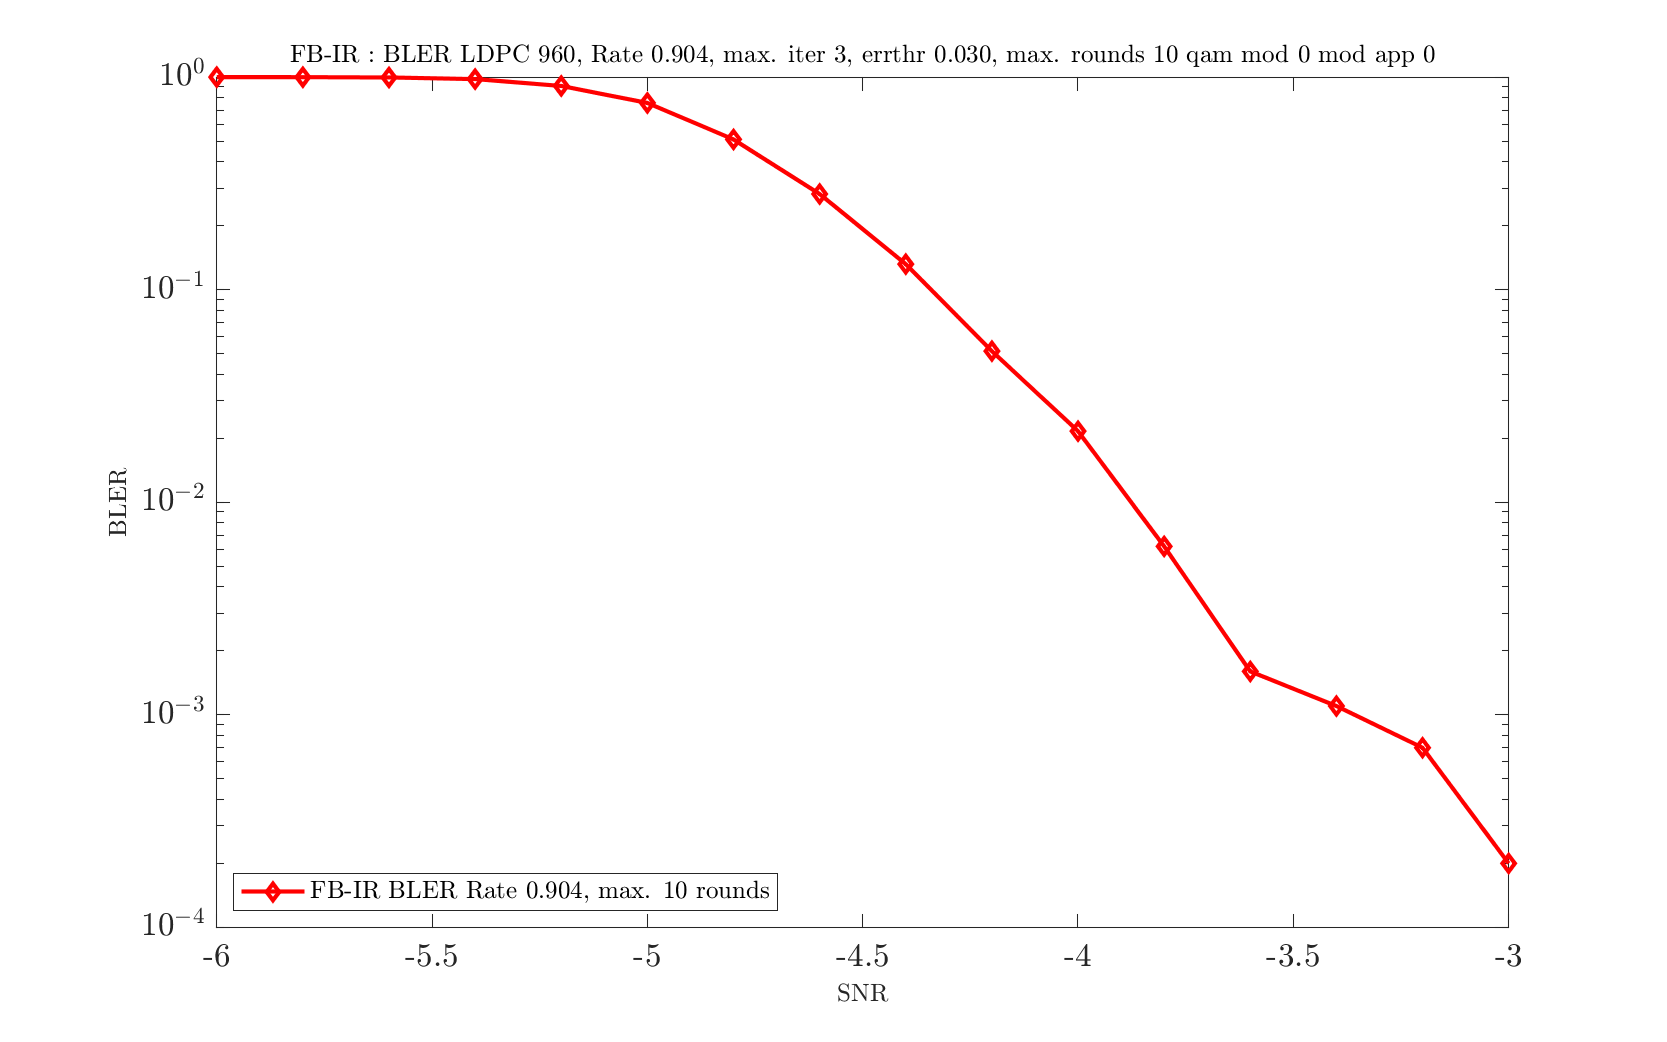 FB-IR : BLER LDPC 960, Rate 0.904, max. iter 3, errthr 0.030, max. rounds 10 qam mod 0 mod app 0
10^0
10^-1
10^-2
10^-3
10^-4
BLER
FB-IR BLER Rate 0.904, max. 10 rounds
-6 -5.5 -5 -4.5 -4 -3.5 -3
SNR